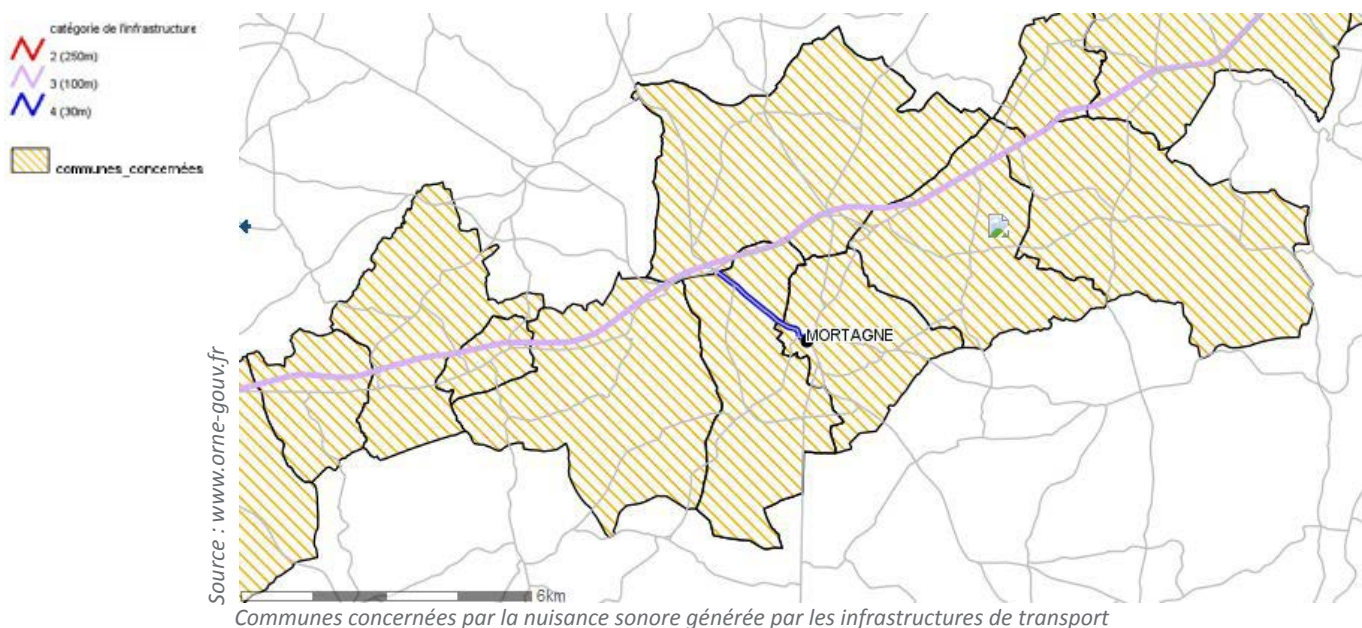 catégorie de l'infrastructure
2 (250m)
3 (100m)
4 (30m)
communes_concernées
MORTAGNE
6km
Source : www.orne-gouv.fr
Communes concernées par la nuisance sonore générée par les infrastructures de transport